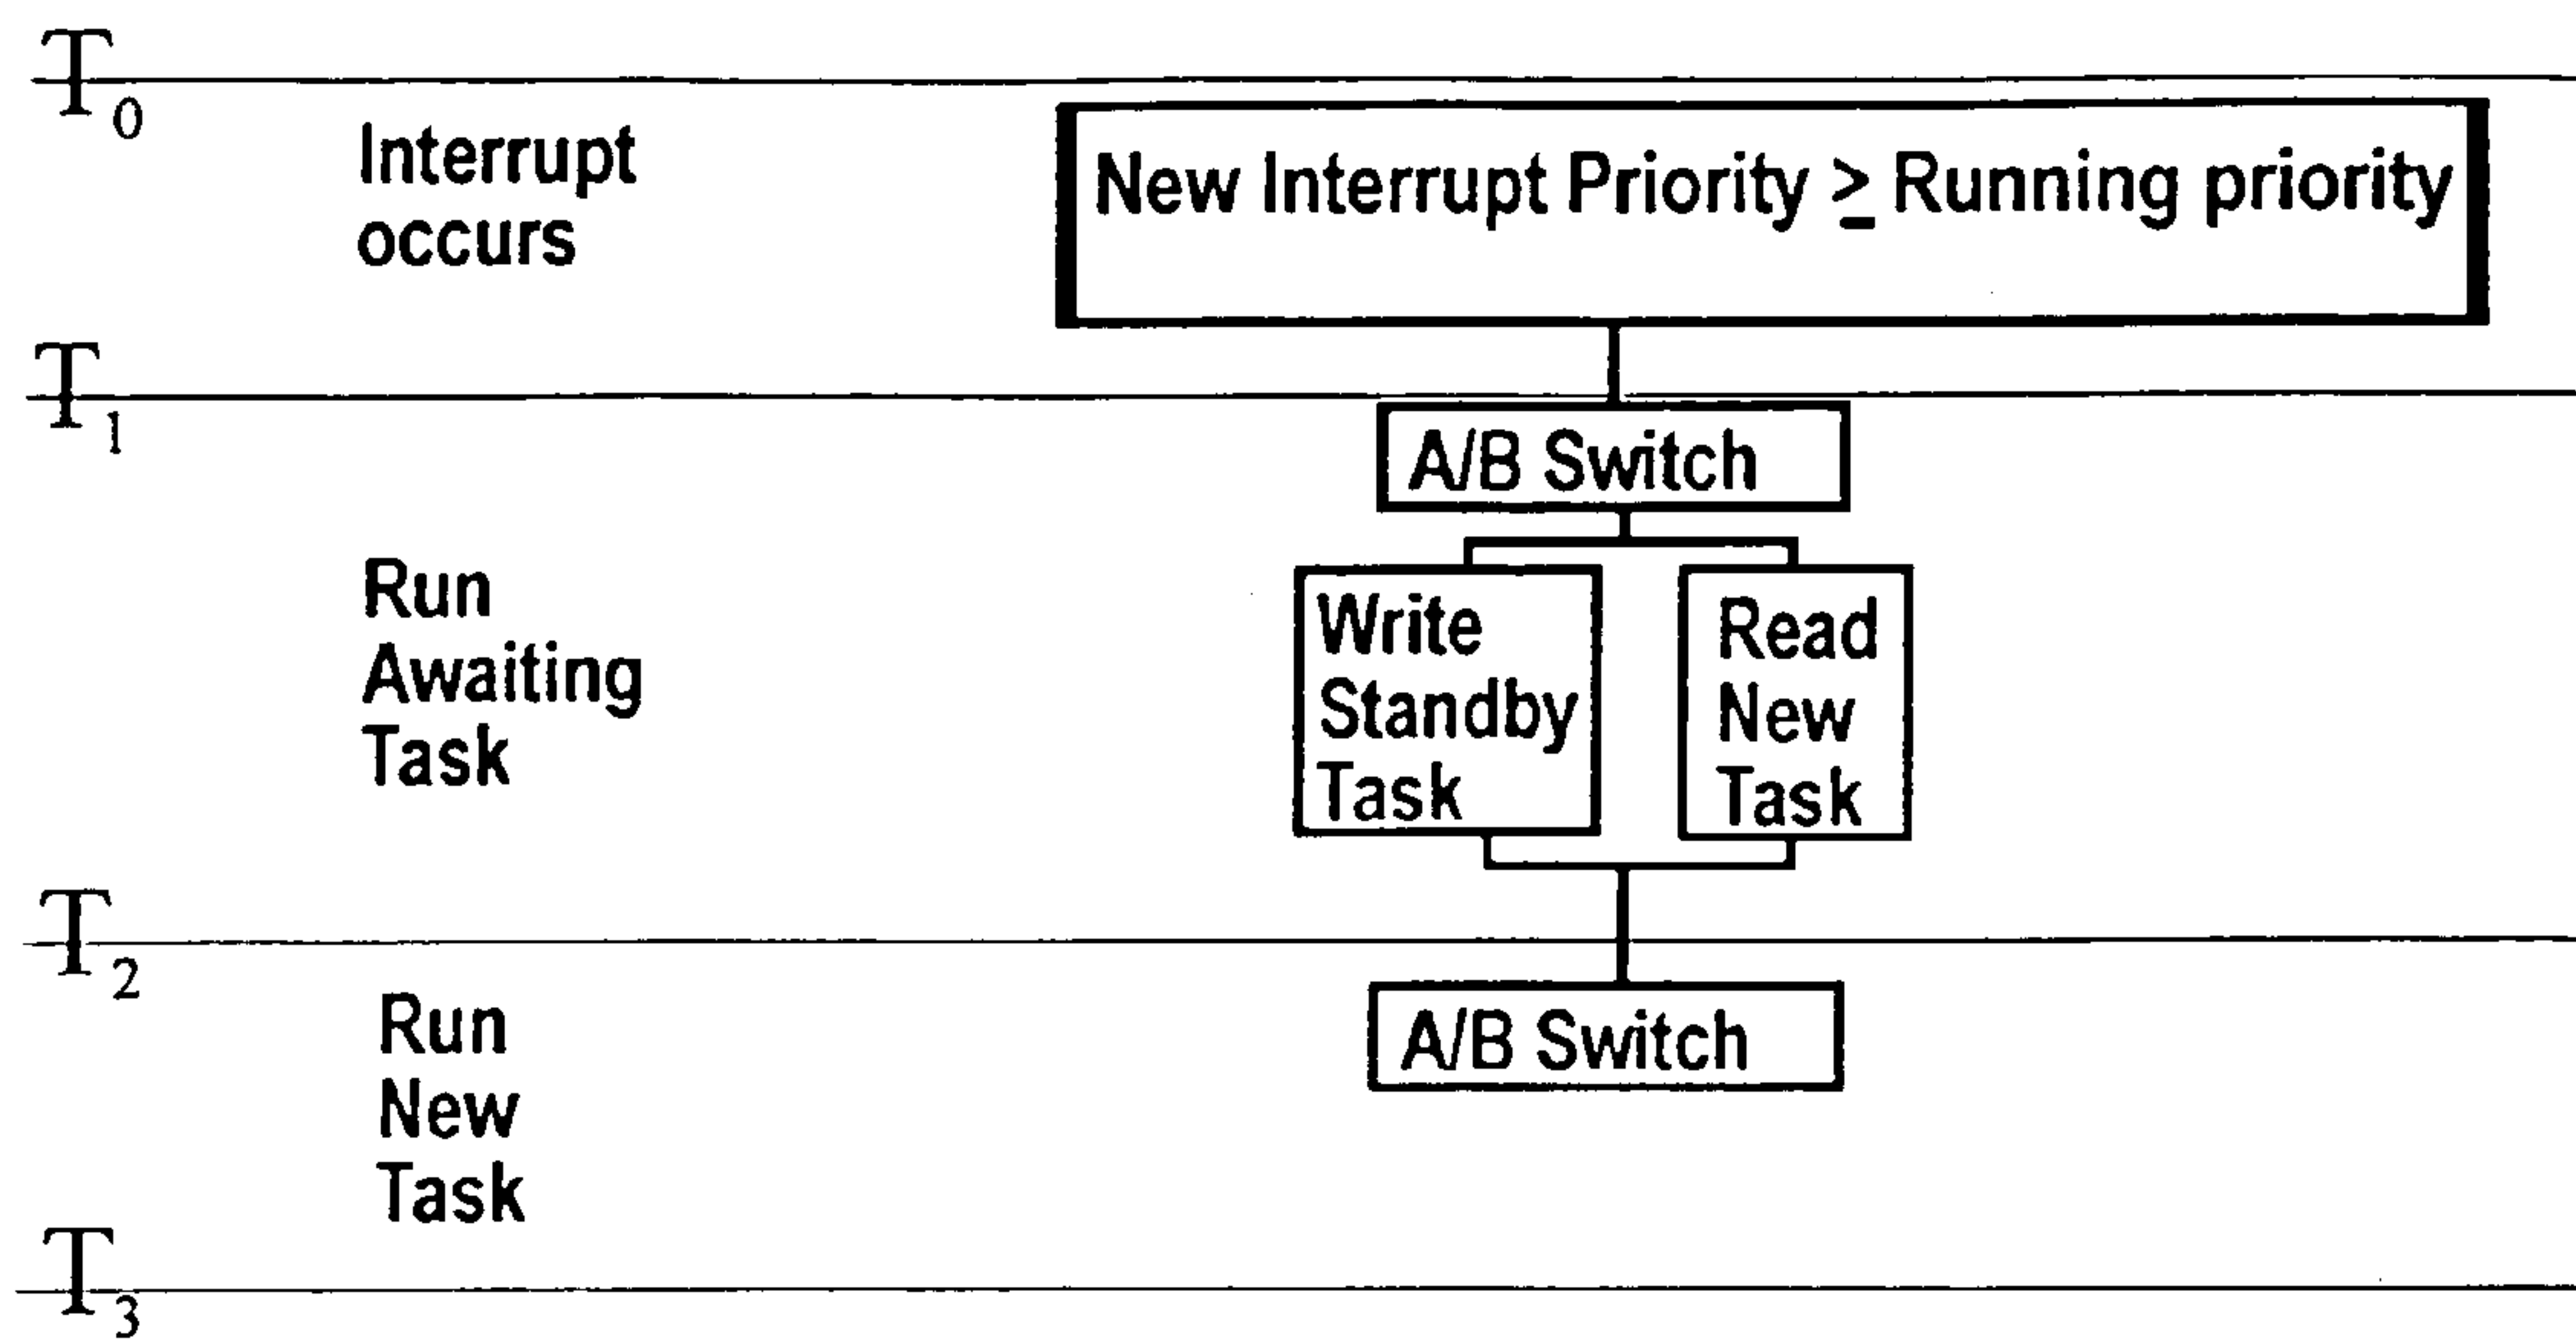 T0
Interrupt
occurs
New Interrupt Priority ≥ Running priority
T1
A/B Switch
Run
Awaiting
Task
Write
Standby
Task
Read
New
Task
T2
Run
New
Task
A/B Switch
T3